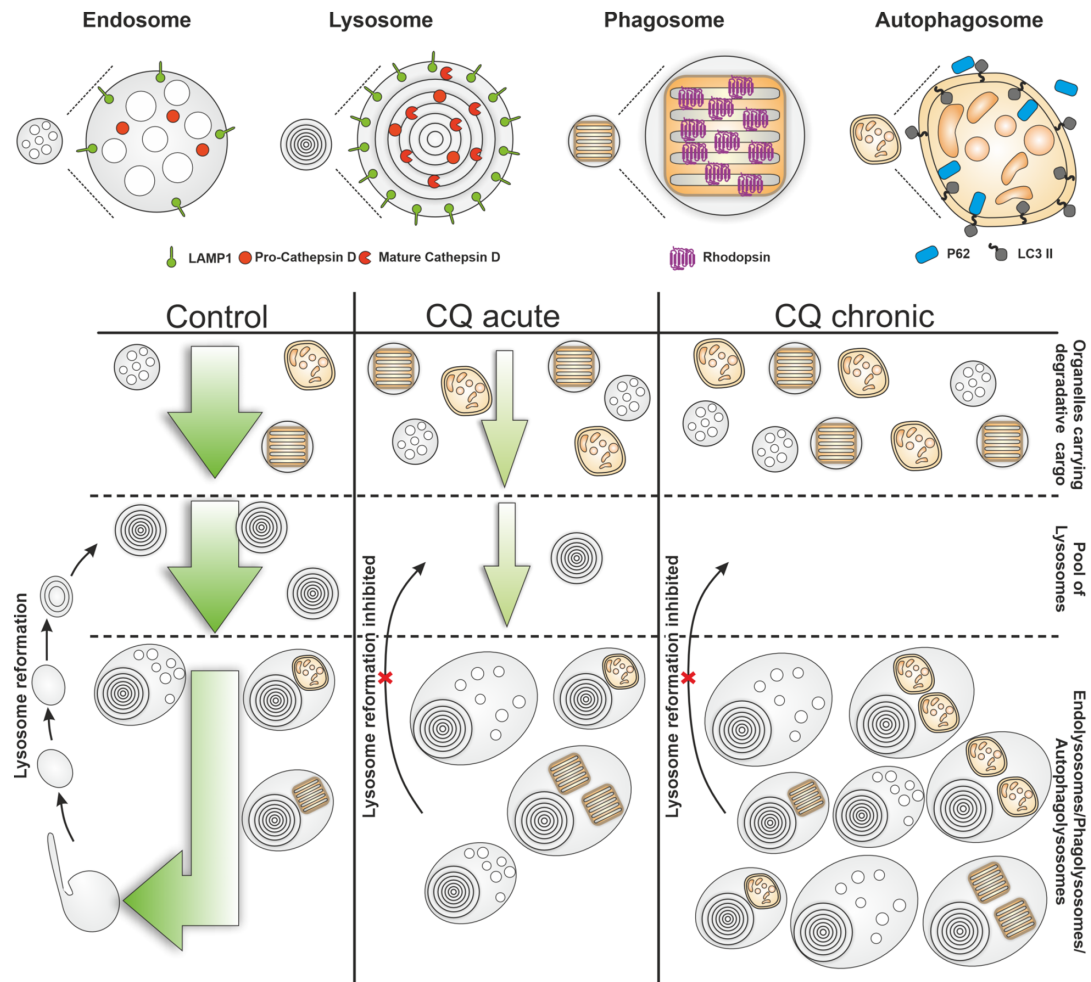 Endosome
Lysosome
Phagosome
Autophagosome
LAMP1
Pro-Cathepsin D
Mature Cathepsin D
Rhodopsin
P62
LC3 II
Control
CQ acute
CQ chronic
Organelles carrying
degradative cargo
Pool of
Lysosomes
Endolysosomes/Phagolysosomes/
Autophagolysosomes
Lysosome reformation
Lysosome reformation inhibited
Lysosome reformation inhibited